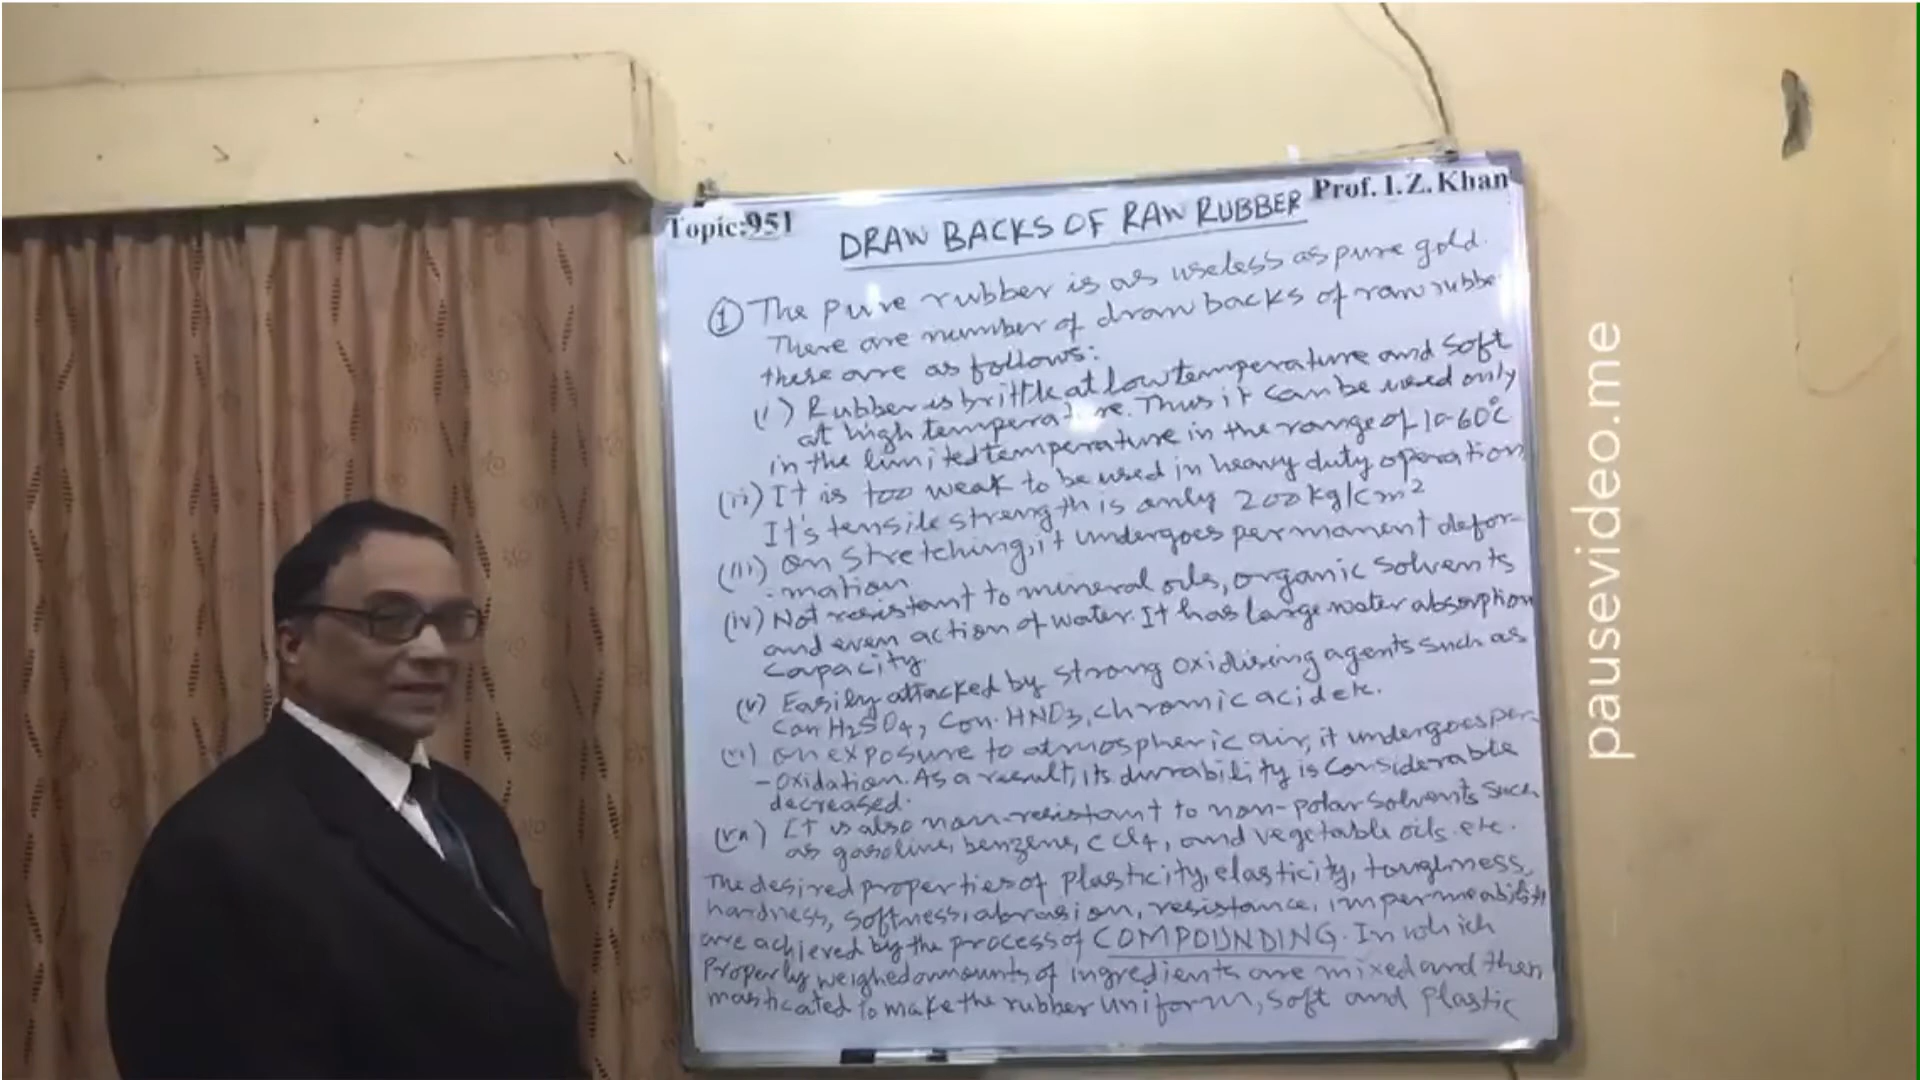 Topic:951
Prof. I.Z. Khan
DRAW BACKS OF RAW RUBBER
① The pure rubber is as useless as pure gold.
There are number of draw backs of raw rubbe
these are as follows:
(i) Rubber is brittle at low temperature and Soft
at high temperat re. Thus it can be used only
in the limited temperature in the range of 10-60°C
(ii) It is too weak to be used in heavy duty operation
It's tensile strength is only 200 kg/cm²
(iii) on stretching, it undergoes permanent defor-
-mation
(iv) Not resistant to mineral oils, organic solvents
and even action of water. It has large water absorption
capacity
(v) Easily attacked by strong oxidising agents such as
Con H₂SO₄, Con. HNO₃, chromic acid etc.
(vi) on exposure to atmospheric air, it undergoes per-
- Oxidation. As a result, its durability is considerable
decreased.
(vii) It is also non-resistant to non-polar solvents such
as gasoline, benzene, CCl₄, and vegetable oils etc.
The desired properties of plasticity, elasticity, toughness,
hardness, softness, abrasion, resistance, impermeability
are achieved by the process of COMPOUNDING. In which
Properly weighed amounts of ingredients are mixed and then
masticated to make the rubber uniform, soft and plastic
pausevideo.me